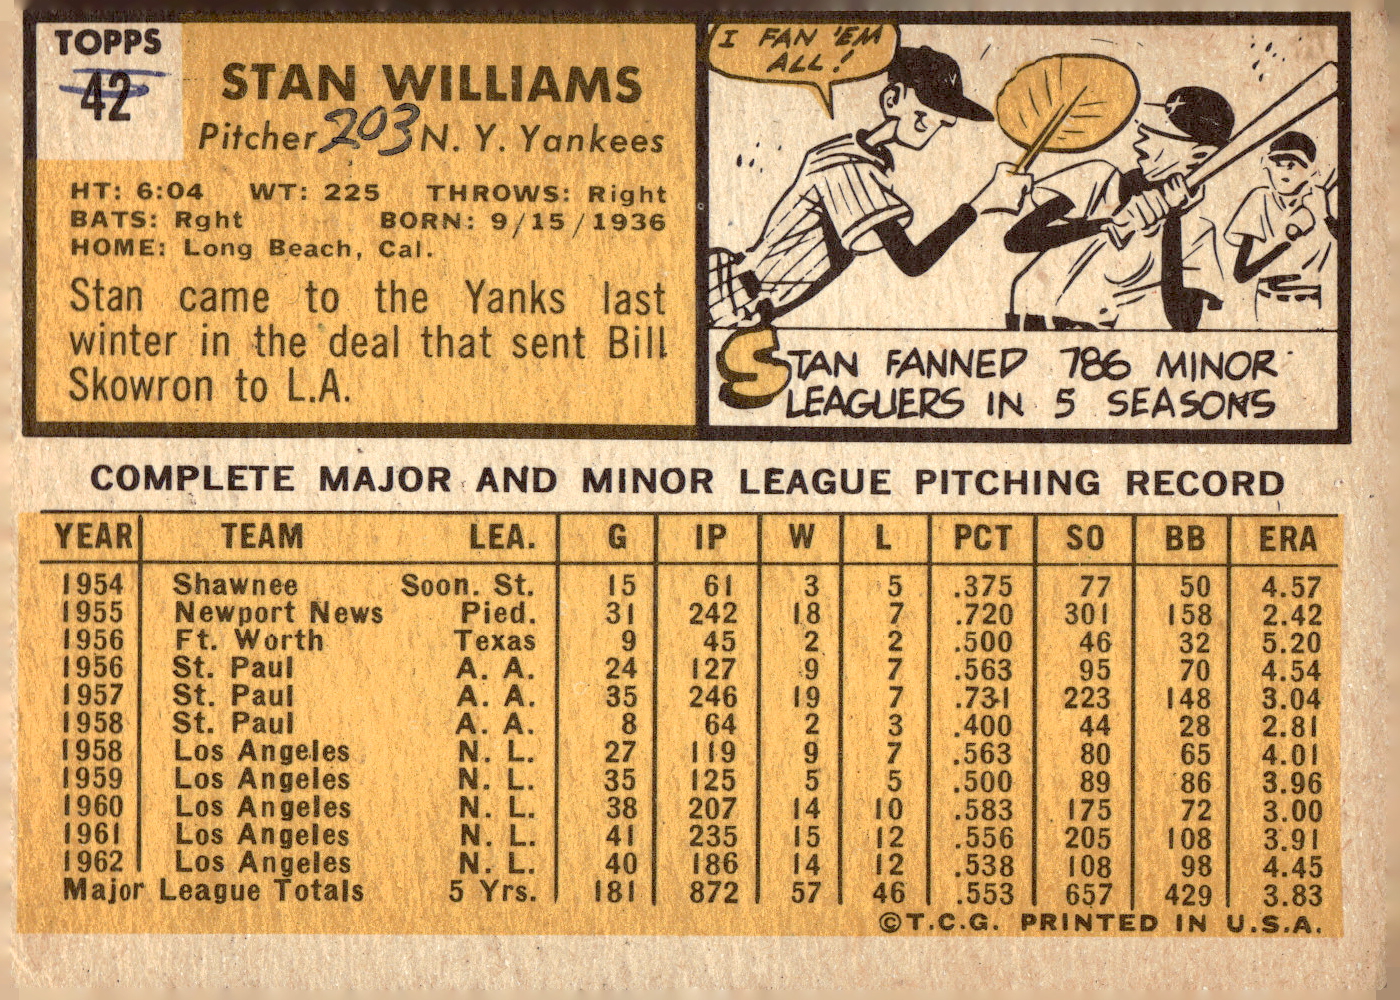 TOPPS
42
STAN WILLIAMS
Pitcher 203 N. Y. Yankees
HT: 6:04 WT: 225 THROWS: Right
BATS: Rght BORN: 9/15/1936
HOME: Long Beach, Cal.
Stan came to the Yanks last
winter in the deal that sent Bill
Skowron to L.A.
I FAN 'EM
ALL!
STAN FANNED 786 MINOR
LEAGUERS IN 5 SEASONS
COMPLETE MAJOR AND MINOR LEAGUE PITCHING RECORD
YEAR TEAM LEA. G IP W L PCT SO BB ERA
1954 Shawnee Soon. St. 15 61 3 5 .375 77 50 4.57
1955 Newport News Pied. 31 242 18 7 .720 301 158 2.42
1956 Ft. Worth Texas 9 45 2 2 .500 46 32 5.20
1956 St. Paul A. A. 24 127 9 7 .563 95 70 4.54
1957 St. Paul A. A. 35 246 19 7 .731 223 148 3.04
1958 St. Paul A. A. 8 64 2 3 .400 44 28 2.81
1958 Los Angeles N. L. 27 119 9 7 .563 80 65 4.01
1959 Los Angeles N. L. 35 125 5 5 .500 89 86 3.96
1960 Los Angeles N. L. 38 207 14 10 .583 175 72 3.00
1961 Los Angeles N. L. 41 235 15 12 .556 205 108 3.91
1962 Los Angeles N. L. 40 186 14 12 .538 108 98 4.45
Major League Totals 5 Yrs. 181 872 57 46 .553 657 429 3.83
©T.C.G. PRINTED IN U.S.A.